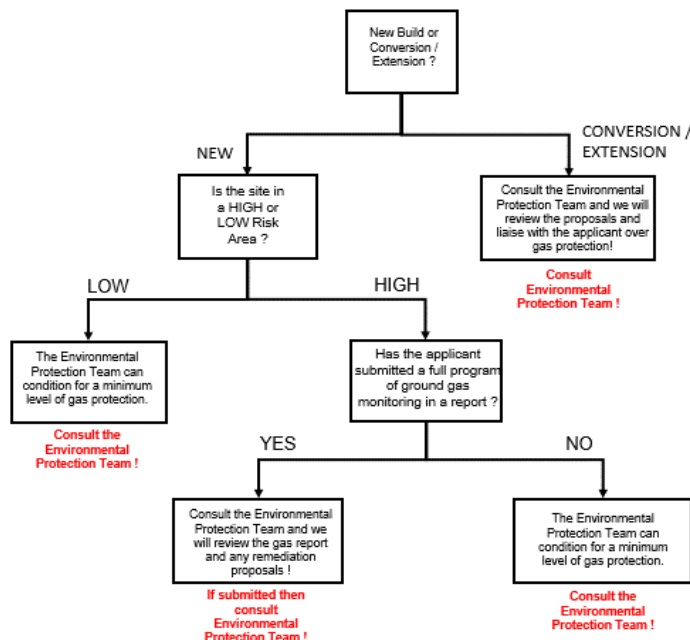 New Build or
Conversion /
Extension ?
NEW
CONVERSION /
EXTENSION
Is the site in
a HIGH or
LOW Risk
Area ?
Consult the Environmental
Protection Team and we will
review the proposals and
liaise with the applicant over
gas protection!
Consult
Environmental
Protection Team !
LOW
HIGH
The Environmental
Protection Team can
condition for a minimum
level of gas protection.
Consult the
Environmental
Protection Team !
Has the applicant
submitted a full program
of ground gas
monitoring in a report ?
YES
NO
Consult the Environmental
Protection Team and we
will review the gas report
and any remediation
proposals !
If submitted then
consult
Environmental
Protection Team !
The Environmental
Protection Team can
condition for a minimum
level of gas protection.
Consult the
Environmental
Protection Team !